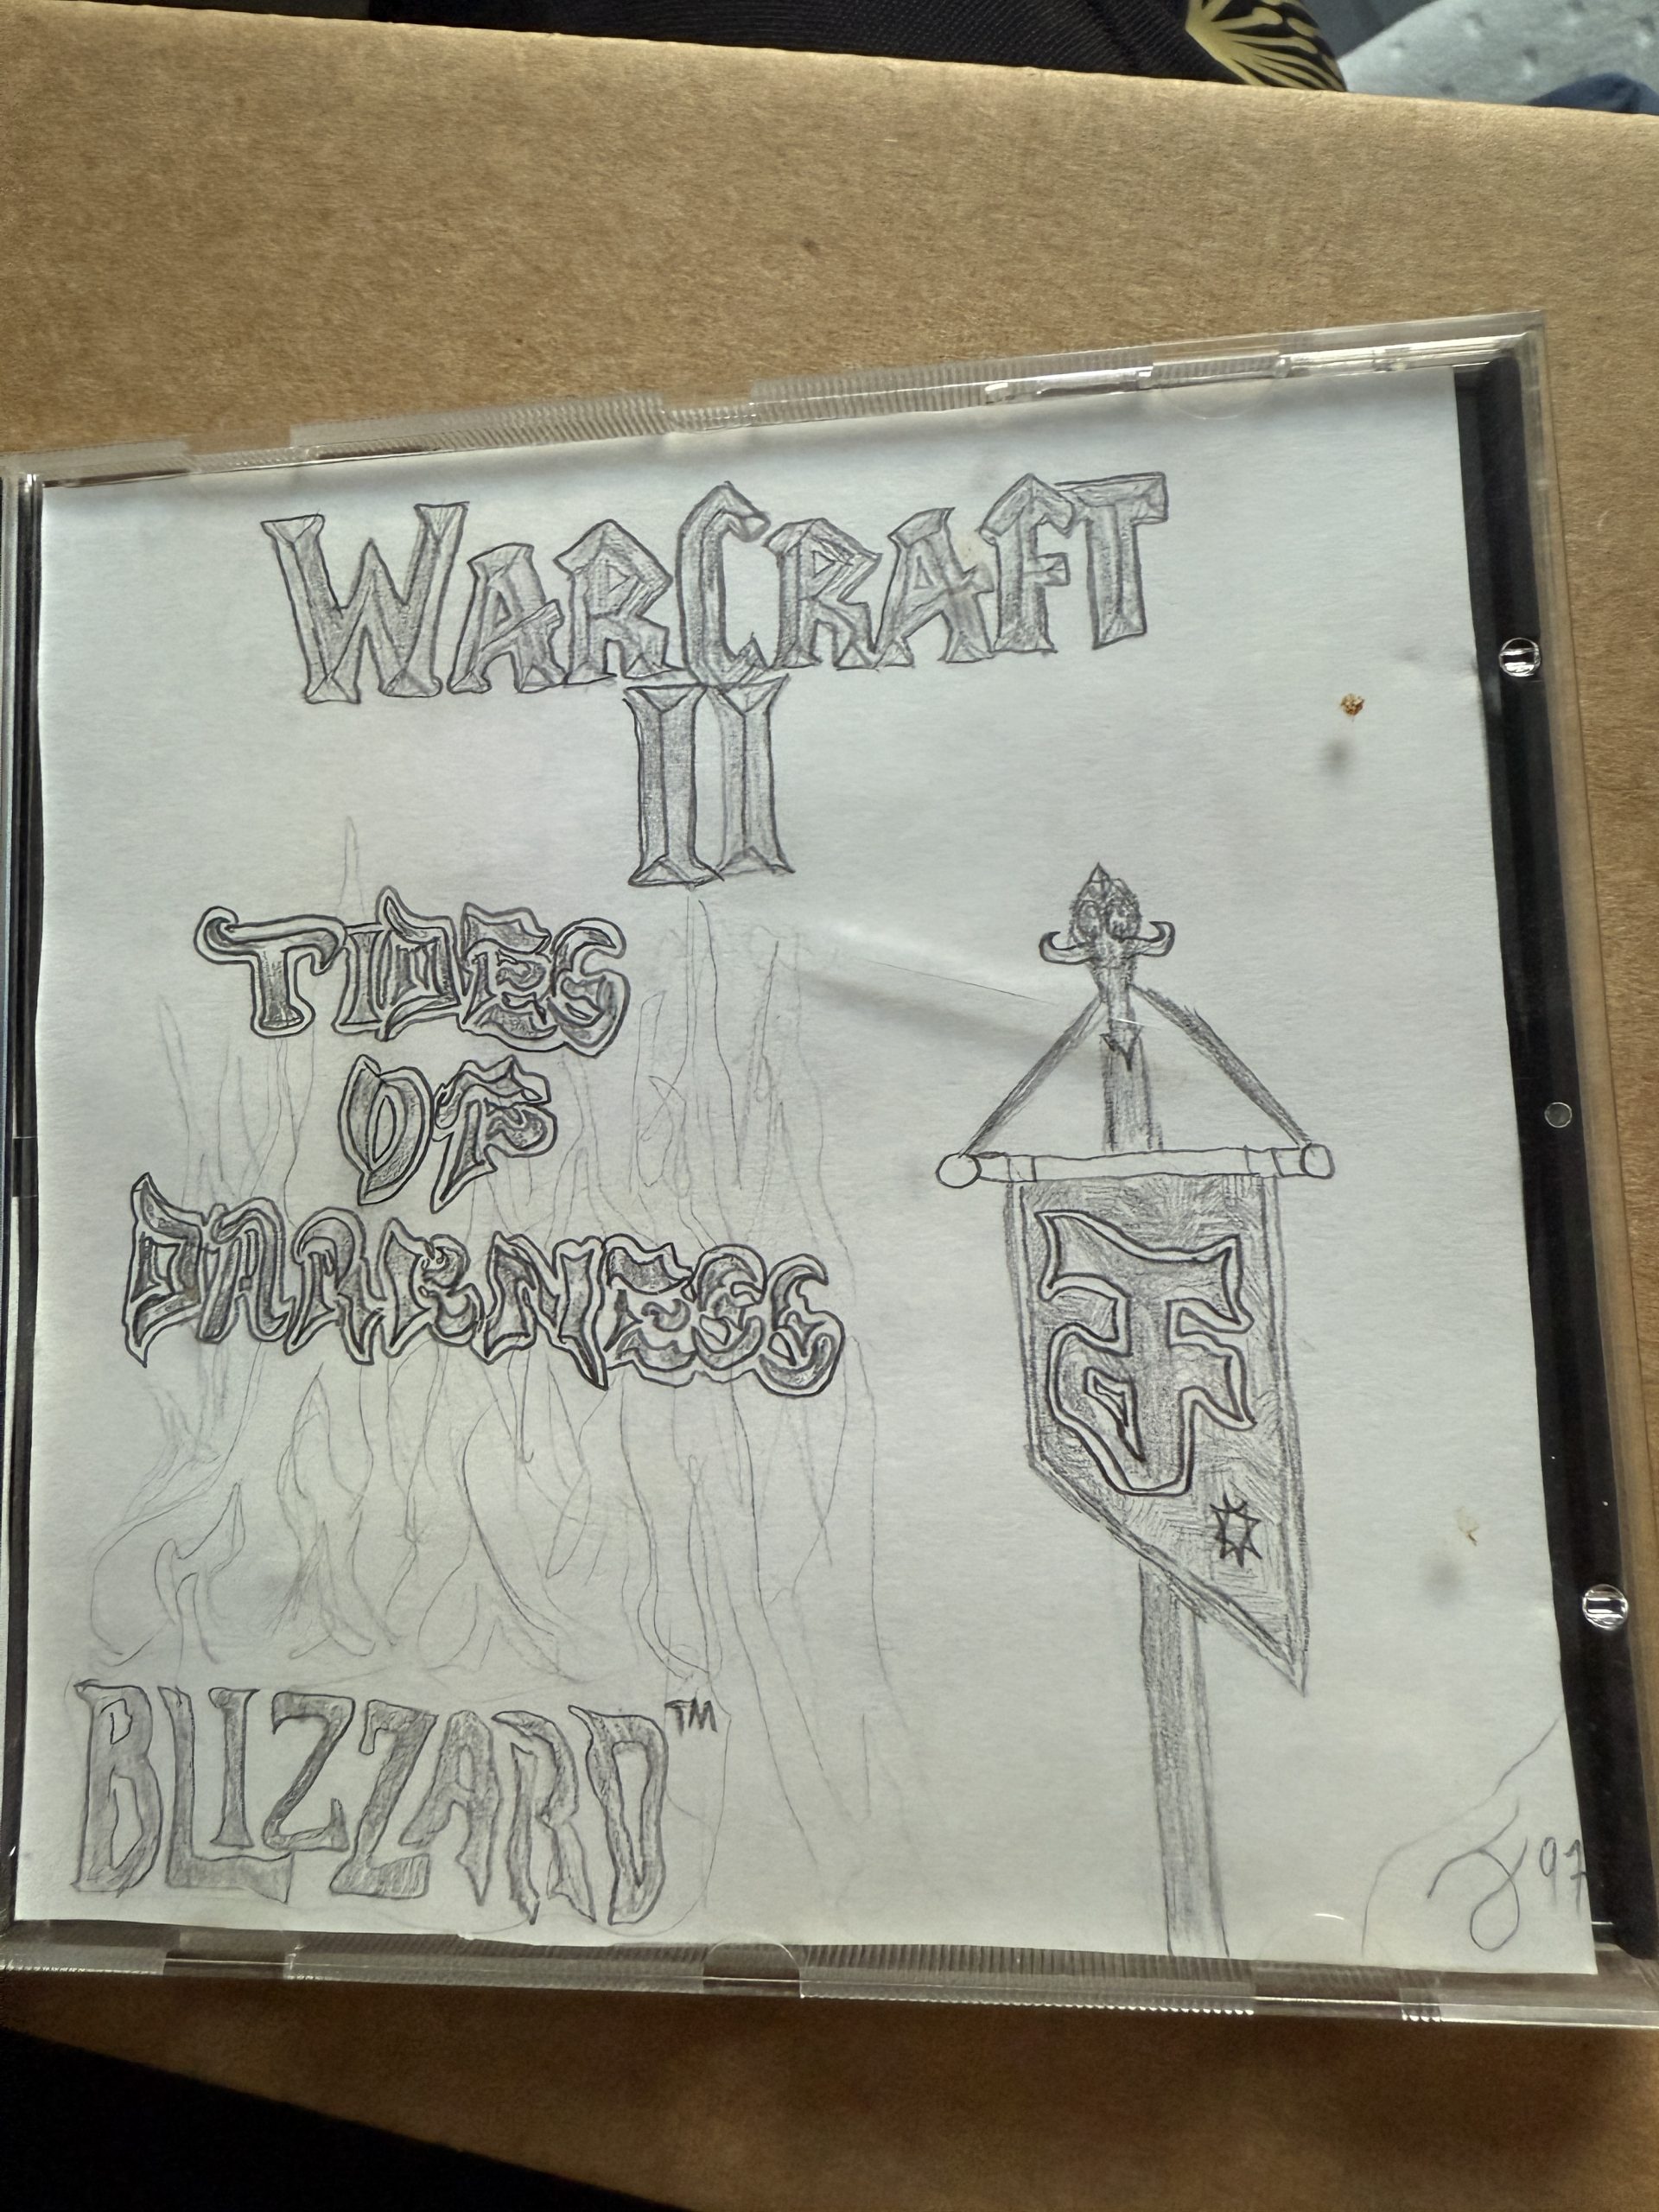 WARCRAFT
II
TIDES
OF
DARKNESS
BLIZZARD™
97